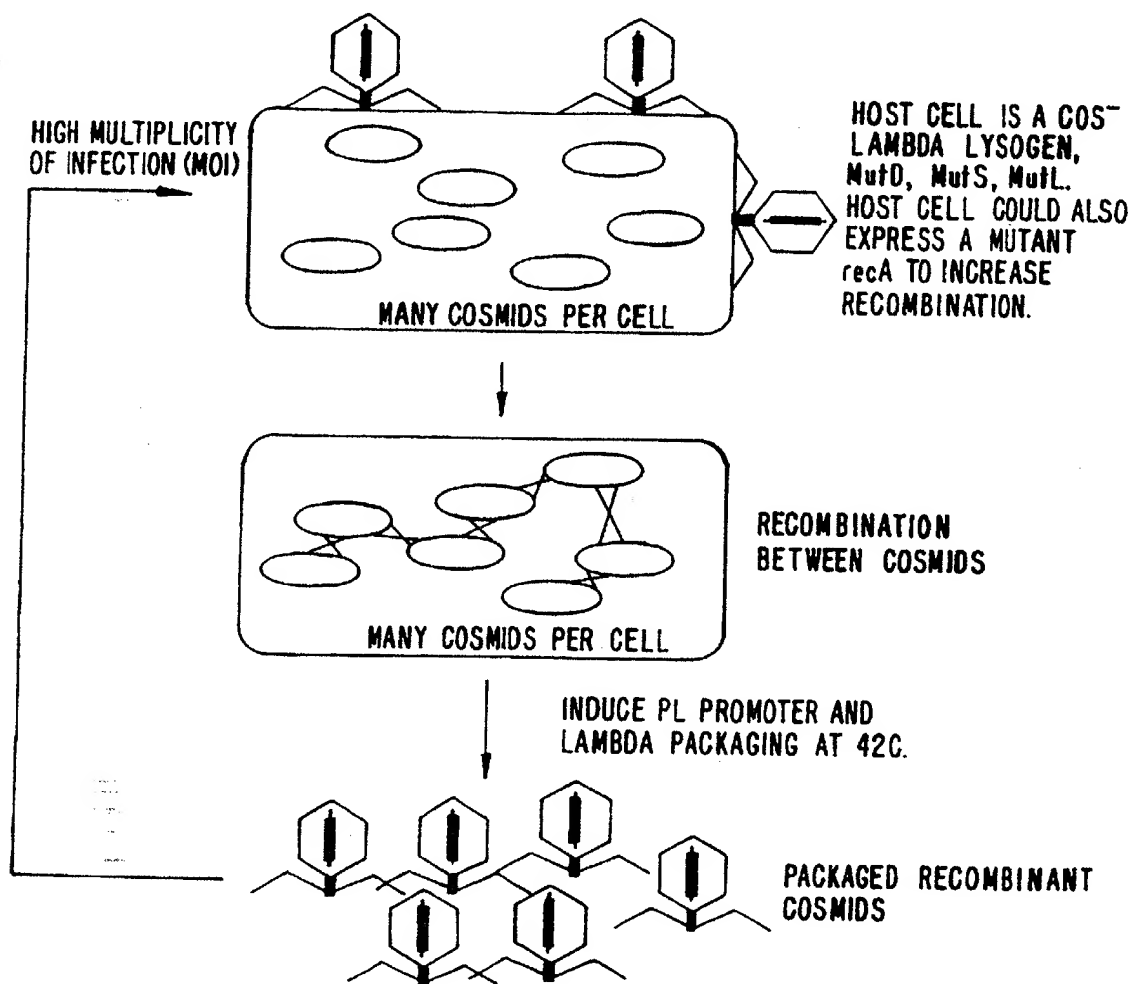 HIGH MULTIPLICITY
OF INFECTION (MOI)
HOST CELL IS A COS⁻
LAMBDA LYSOGEN,
MutD, MutS, MutL.
HOST CELL COULD ALSO
EXPRESS A MUTANT
recA TO INCREASE
RECOMBINATION.
MANY COSMIDS PER CELL
RECOMBINATION
BETWEEN COSMIDS
MANY COSMIDS PER CELL
INDUCE PL PROMOTER AND
LAMBDA PACKAGING AT 42C.
PACKAGED RECOMBINANT
COSMIDS